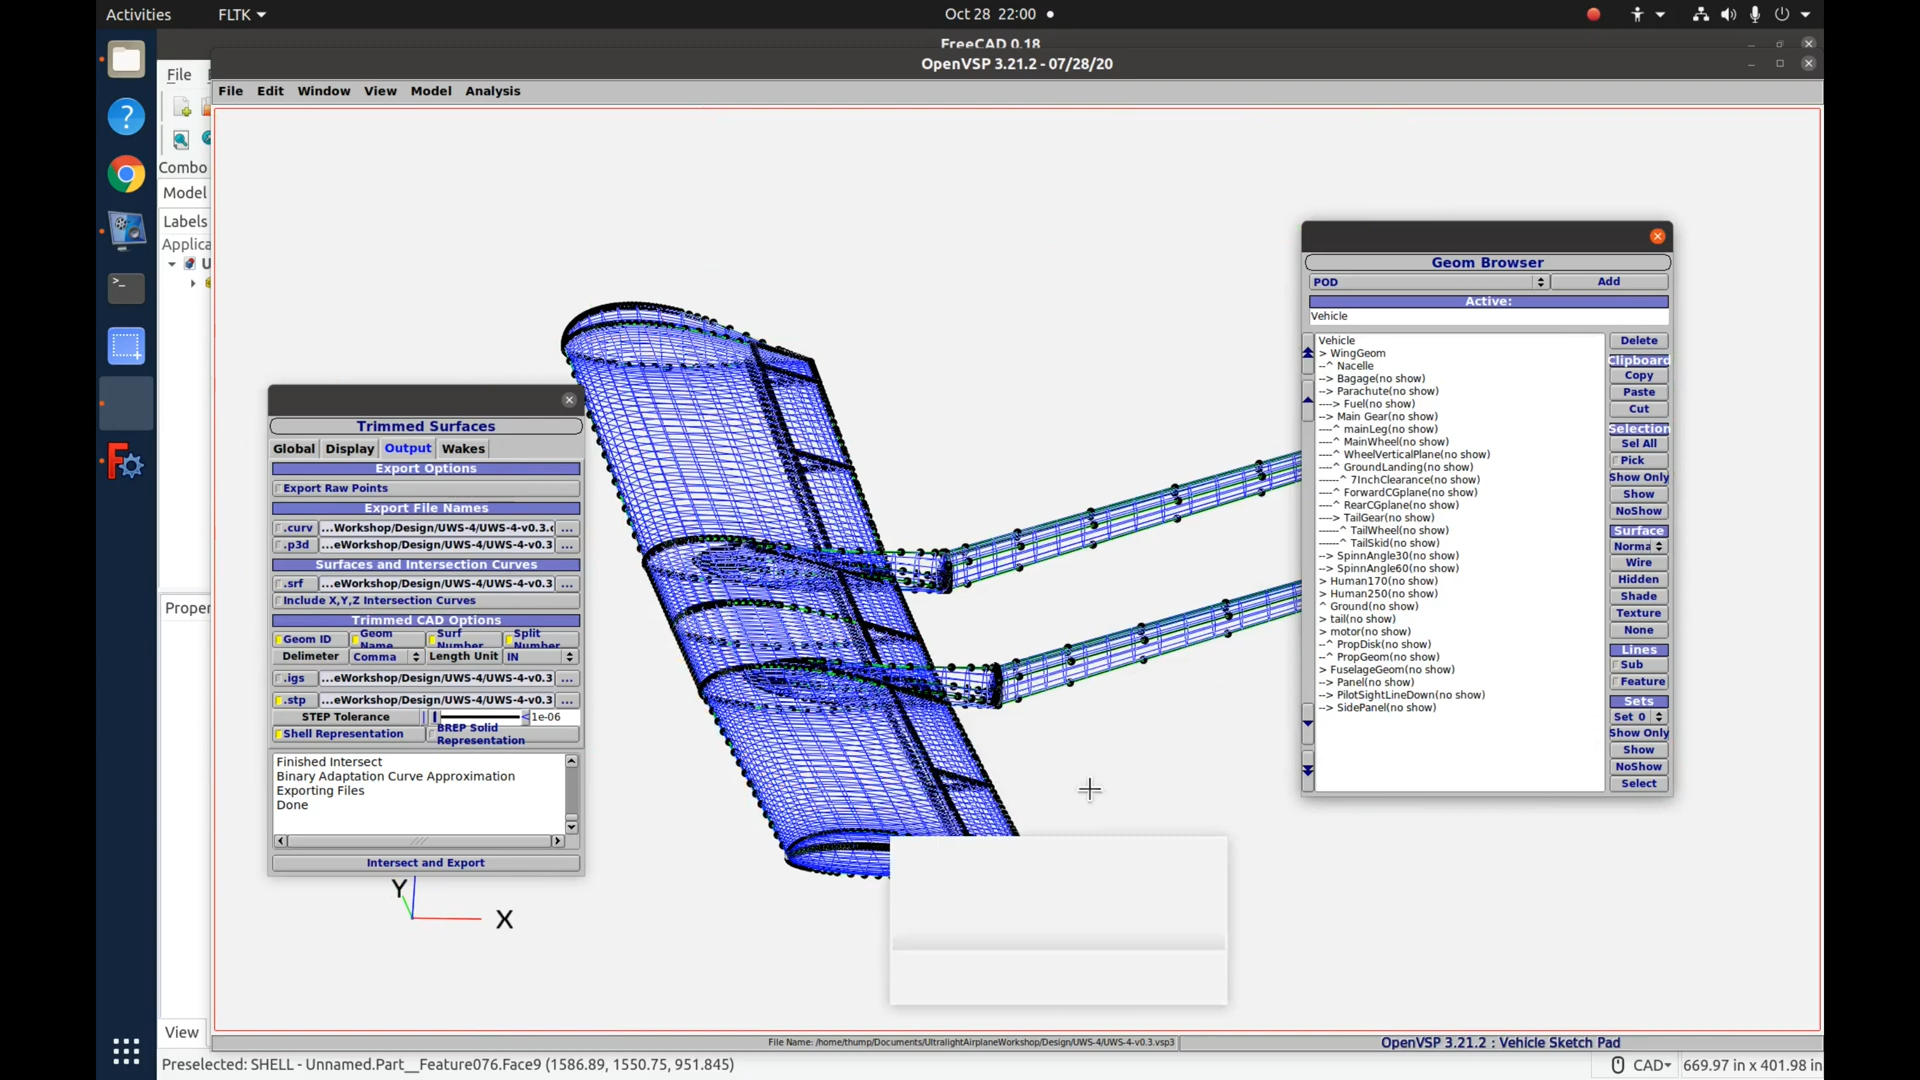 Activities
FLTK
Oct 28 22:00
FreeCAD 0.18
OpenVSP 3.21.2 - 07/28/20
File
File Edit Window View Model Analysis
Combo
Model
Labels
Applica
U
Proper
View
Trimmed Surfaces
Global Display Output Wakes
Export Options
Export Raw Points
Export File Names
.curv ...Workshop/Design/UWS-4/UWS-4-v0.3.c ...
.p3d ...eWorkshop/Design/UWS-4/UWS-4-v0.3 ...
Surfaces and Intersection Curves
.srf ...eWorkshop/Design/UWS-4/UWS-4-v0.3 ...
Include X,Y,Z Intersection Curves
Trimmed CAD Options
Geom ID Geom Name Surf Number Split Number
Delimeter Comma Length Unit IN
.igs ...eWorkshop/Design/UWS-4/UWS-4-v0.3 ...
.stp ...eWorkshop/Design/UWS-4/UWS-4-v0.3 ...
STEP Tolerance < 1e-06
Shell Representation BREP Solid Representation
Finished Intersect
Binary Adaptation Curve Approximation
Exporting Files
Done
Intersect and Export
Y
X
Geom Browser
POD Add
Active:
Vehicle
Vehicle
> WingGeom
--^ Nacelle
--> Bagage(no show)
--> Parachute(no show)
----> Fuel(no show)
--> Main Gear(no show)
----^ mainLeg(no show)
----^ MainWheel(no show)
----^ WheelVerticalPlane(no show)
----^ GroundLanding(no show)
------^ 7InchClearance(no show)
----^ ForwardCGplane(no show)
----^ RearCGplane(no show)
----> TailGear(no show)
-----^ TailWheel(no show)
------^ TailSkid(no show)
--> SpinnAngle30(no show)
--> SpinnAngle60(no show)
> Human170(no show)
> Human250(no show)
^ Ground(no show)
> tail(no show)
> motor(no show)
--^ PropDisk(no show)
--^ PropGeom(no show)
> FuselageGeom(no show)
--> Panel(no show)
--> PilotSightLineDown(no show)
--> SidePanel(no show)
Delete
Clipboard
Copy
Paste
Cut
Selection
Sel All
Pick
Show Only
Show
NoShow
Surface
Norma
Wire
Hidden
Shade
Texture
None
Lines
Sub
Feature
Sets
Set 0
Show Only
Show
NoShow
Select
File Name: /home/thump/Documents/UltralightAirplaneWorkshop/Design/UWS-4/UWS-4-v0.3.vsp3
OpenVSP 3.21.2 : Vehicle Sketch Pad
Preselected: SHELL - Unnamed.Part__Feature076.Face9 (1586.89, 1550.75, 951.845)
CAD
669.97 in x 401.98 in